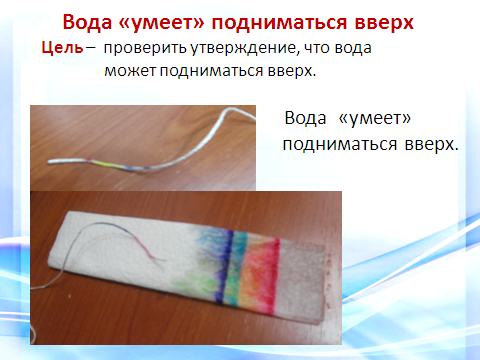 Вода «умеет» подниматься вверх
Цель – проверить утверждение, что вода
может подниматься вверх.
Вода «умеет»
подниматься вверх.